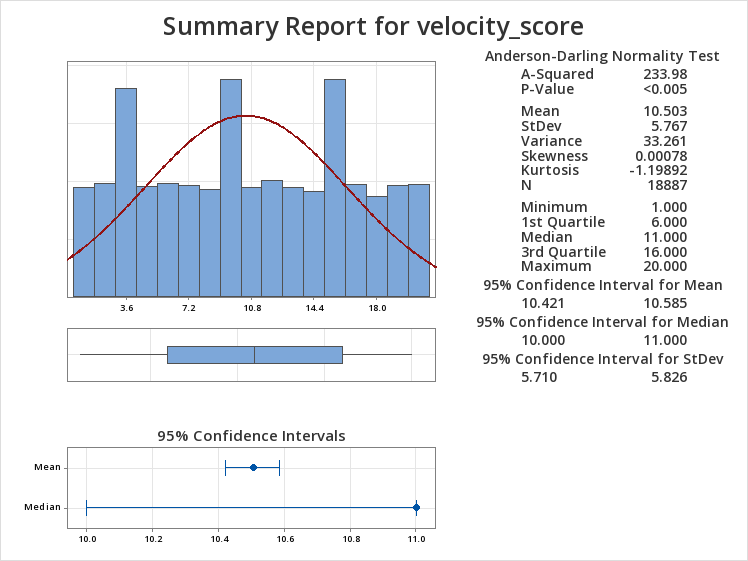 Summary Report for velocity_score
3.6 7.2 10.8 14.4 18.0
95% Confidence Intervals
Mean
Median
10.0 10.2 10.4 10.6 10.8 11.0
Anderson-Darling Normality Test
A-Squared 233.98
P-Value <0.005
Mean 10.503
StDev 5.767
Variance 33.261
Skewness 0.00078
Kurtosis -1.19892
N 18887
Minimum 1.000
1st Quartile 6.000
Median 11.000
3rd Quartile 16.000
Maximum 20.000
95% Confidence Interval for Mean
10.421 10.585
95% Confidence Interval for Median
10.000 11.000
95% Confidence Interval for StDev
5.710 5.826